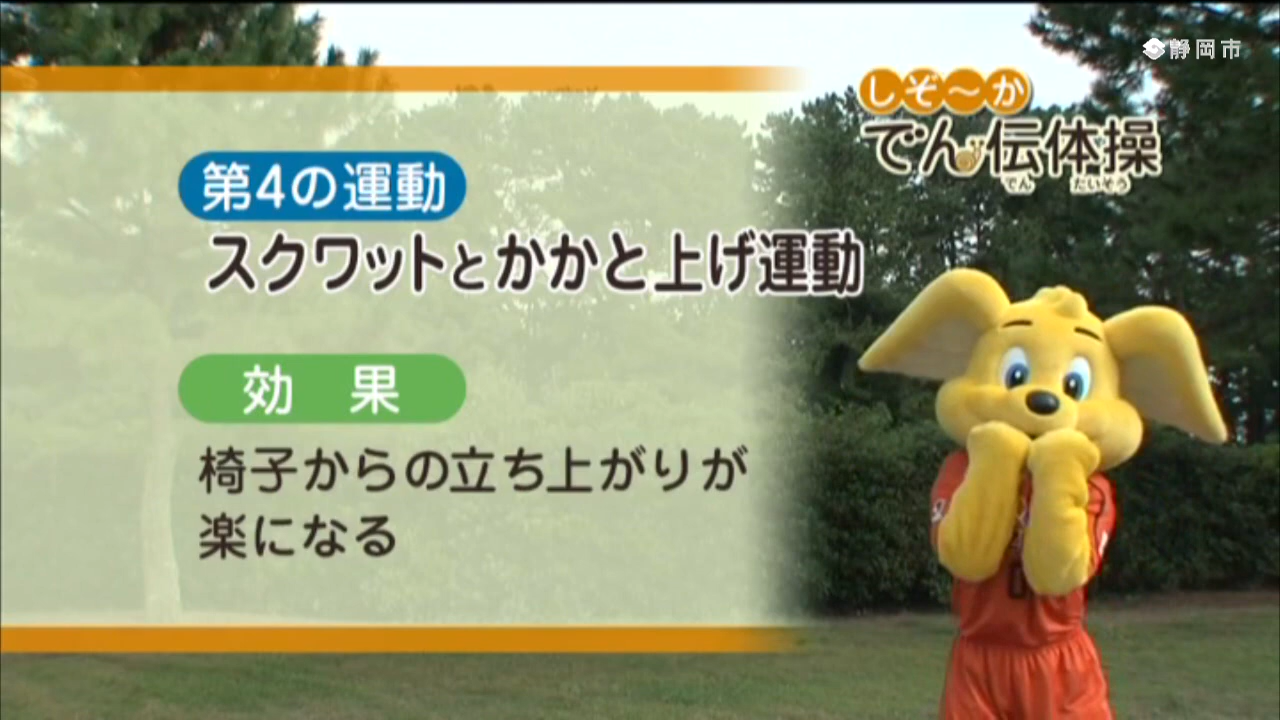 静岡市
しぞ～か
でん伝体操
でん たいそう
第4の運動
スクワットとかかと上げ運動
効 果
椅子からの立ち上がりが
楽になる